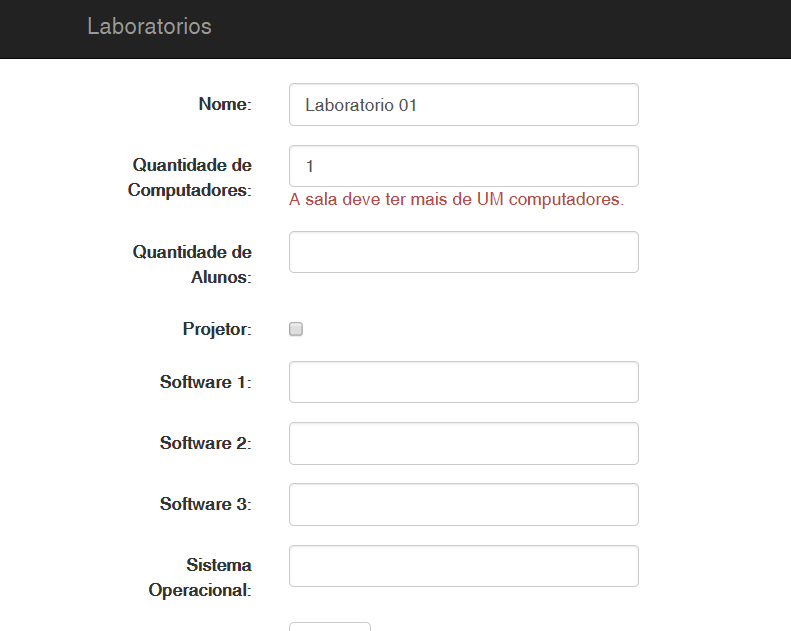 Laboratorios
Nome: Laboratorio 01
Quantidade de 1
Computadores: A sala deve ter mais de UM computadores.
Quantidade de
Alunos:
Projetor:
Software 1:
Software 2:
Software 3:
Sistema
Operacional: